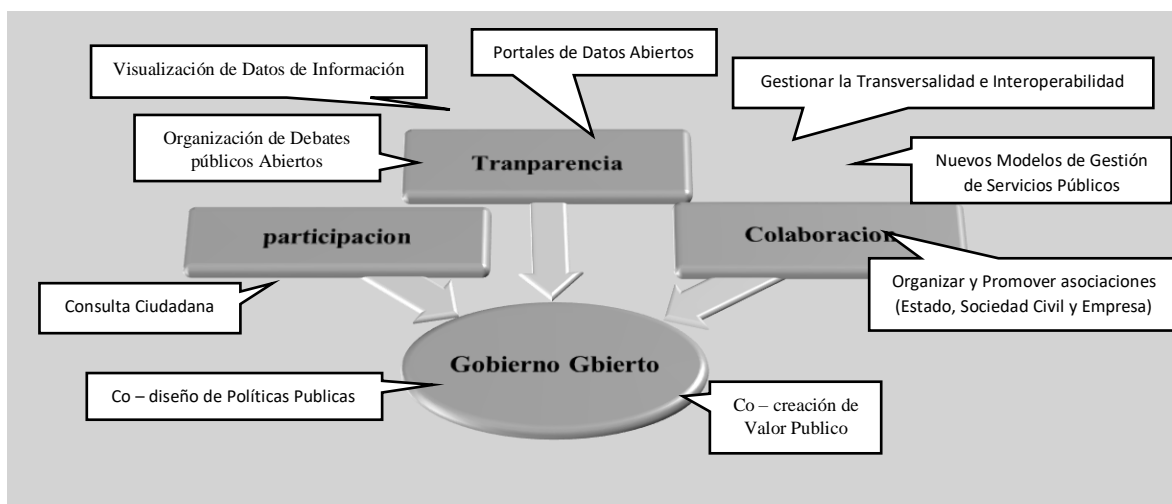 Portales de Datos Abiertos
Visualización de Datos de Información
Gestionar la Transversalidad e Interoperabilidad
Organización de Debates
públicos Abiertos
Tranparencia
Nuevos Modelos de Gestión
de Servicios Públicos
participacion
Colaboracion
Organizar y Promover asociaciones
(Estado, Sociedad Civil y Empresa)
Consulta Ciudadana
Gobierno Gbierto
Co – diseño de Políticas Publicas
Co – creación de
Valor Publico